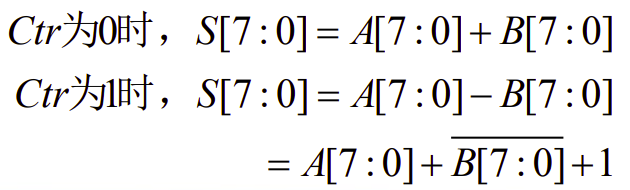 Ctr为0时，S[7:0]= A[7:0]+ B[7:0]
Ctr为1时，S[7:0]= A[7:0]− B[7:0]
= A[7:0]+ \overline{B[7:0]}+1